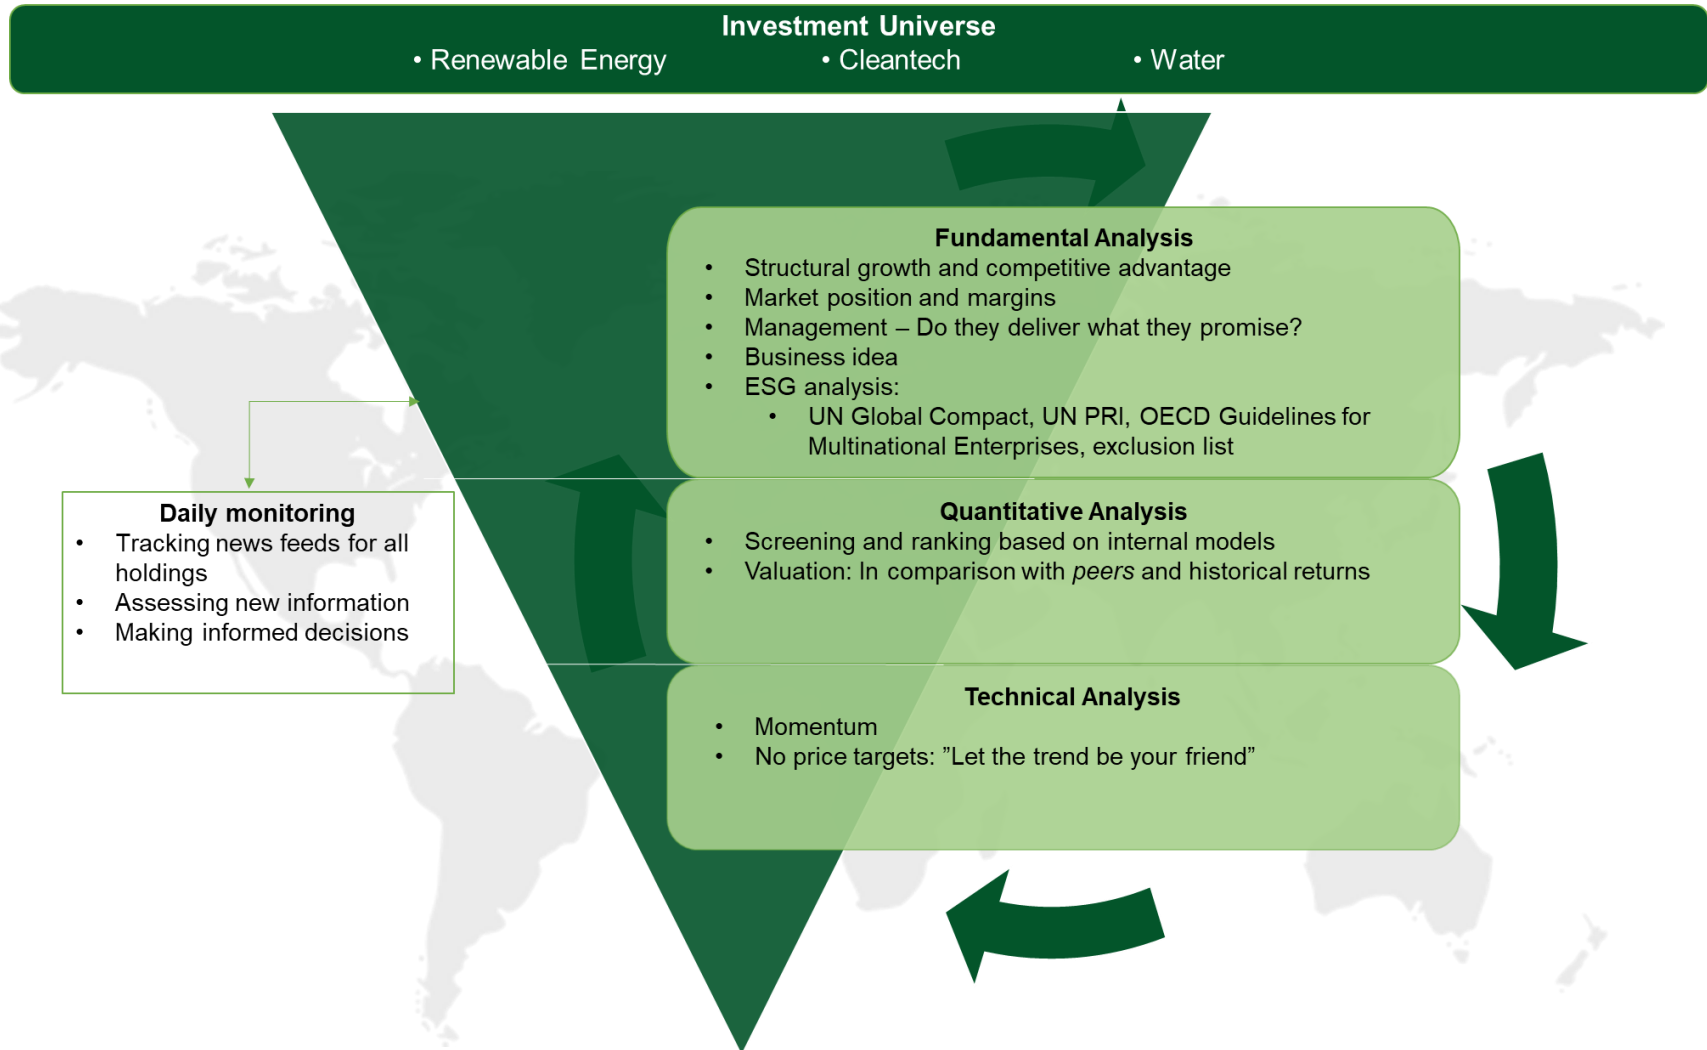 Investment Universe
• Renewable Energy • Cleantech • Water
Fundamental Analysis
• Structural growth and competitive advantage
• Market position and margins
• Management – Do they deliver what they promise?
• Business idea
• ESG analysis:
• UN Global Compact, UN PRI, OECD Guidelines for
Multinational Enterprises, exclusion list
Daily monitoring
• Tracking news feeds for all
holdings
• Assessing new information
• Making informed decisions
Quantitative Analysis
• Screening and ranking based on internal models
• Valuation: In comparison with peers and historical returns
Technical Analysis
• Momentum
• No price targets: ”Let the trend be your friend”